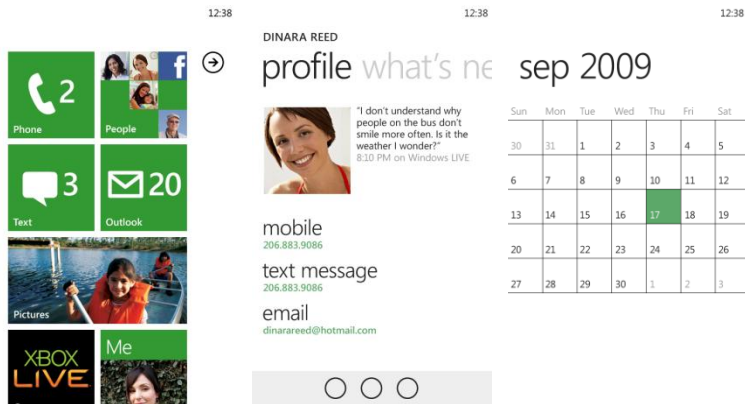 12:38
2
Phone
People
f
3
Text
20
Outlook
Pictures
XBOX
LIVE
Me
12:38
DINARA REED
profile what's ne
"I don't understand why
people on the bus don't
smile more often. Is it the
weather I wonder?"
8:10 PM on Windows LIVE
mobile
206.883.9086
text message
206.883.9086
email
dinarareed@hotmail.com
12:38
sep 2009
Sun Mon Tue Wed Thu Fri Sat
30 31 1 2 3 4 5
6 7 8 9 10 11 12
13 14 15 16 17 18 19
20 21 22 23 24 25 26
27 28 29 30 1 2 3